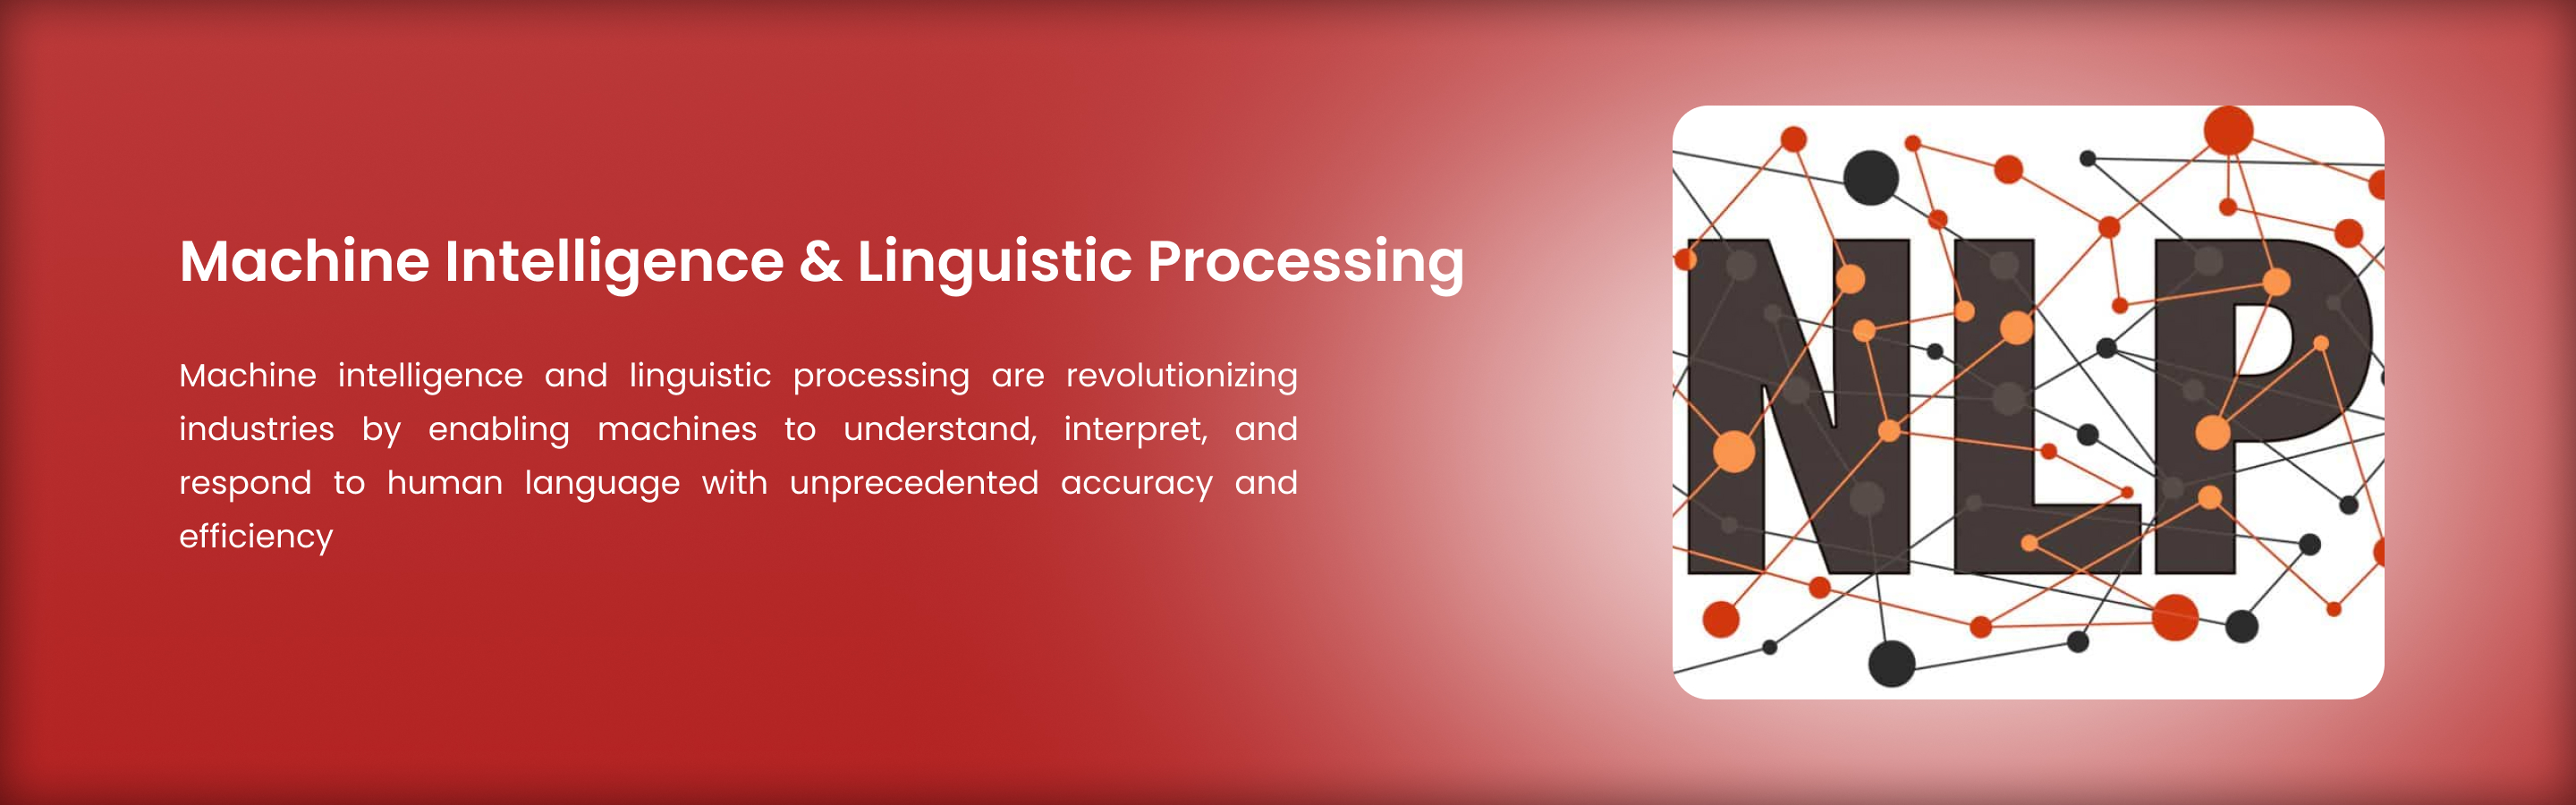 Machine Intelligence & Linguistic Processing
Machine intelligence and linguistic processing are revolutionizing
industries by enabling machines to understand, interpret, and
respond to human language with unprecedented accuracy and
efficiency
NLP